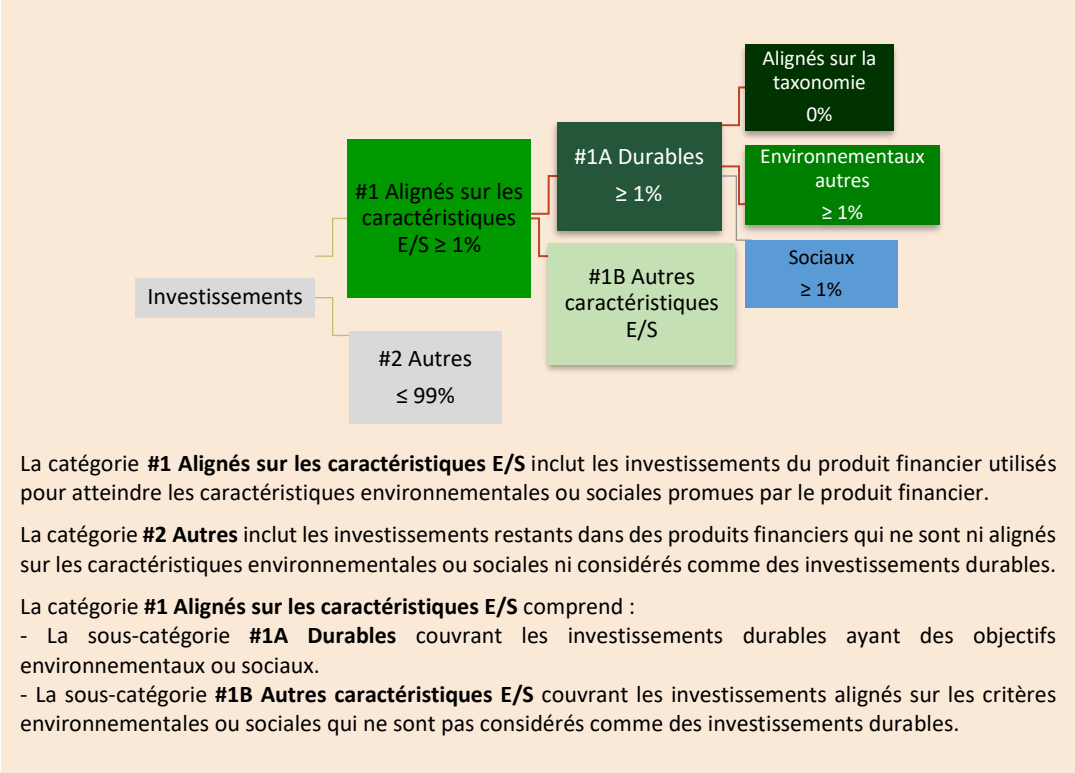 Alignés sur la
taxonomie
0%
#1A Durables
≥ 1%
Environnementaux
autres
≥ 1%
#1 Alignés sur les
caractéristiques
E/S ≥ 1%
Sociaux
≥ 1%
#1B Autres
caractéristiques
E/S
Investissements
#2 Autres
≤ 99%
La catégorie #1 Alignés sur les caractéristiques E/S inclut les investissements du produit financier utilisés
pour atteindre les caractéristiques environnementales ou sociales promues par le produit financier.
La catégorie #2 Autres inclut les investissements restants dans des produits financiers qui ne sont ni alignés
sur les caractéristiques environnementales ou sociales ni considérés comme des investissements durables.
La catégorie #1 Alignés sur les caractéristiques E/S comprend :
- La sous-catégorie #1A Durables couvrant les investissements durables ayant des objectifs
environnementaux ou sociaux.
- La sous-catégorie #1B Autres caractéristiques E/S couvrant les investissements alignés sur les critères
environnementales ou sociales qui ne sont pas considérés comme des investissements durables.